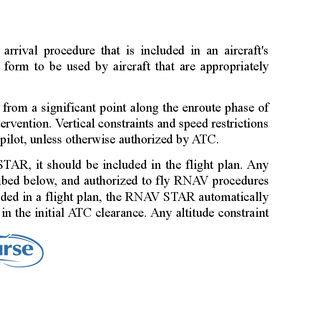 arrival procedure that is included in an aircraft's
form to be used by aircraft that are appropriately
from a significant point along the enroute phase of
ervention. Vertical constraints and speed restrictions
pilot, unless otherwise authorized by ATC.
STAR, it should be included in the flight plan. Any
ibed below, and authorized to fly RNAV procedures
ded in a flight plan, the RNAV STAR automatically
in the initial ATC clearance. Any altitude constraint
urse